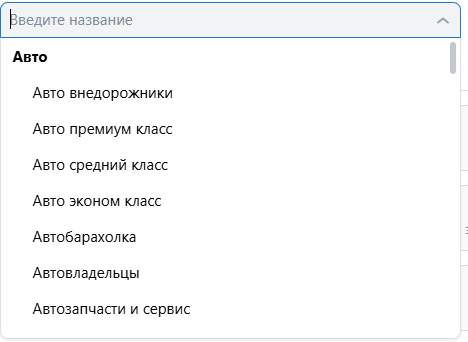 Введите название
Авто
Авто внедорожники
Авто премиум класс
Авто средний класс
Авто эконом класс
Автобарахолка
Автовладельцы
Автозапчасти и сервис